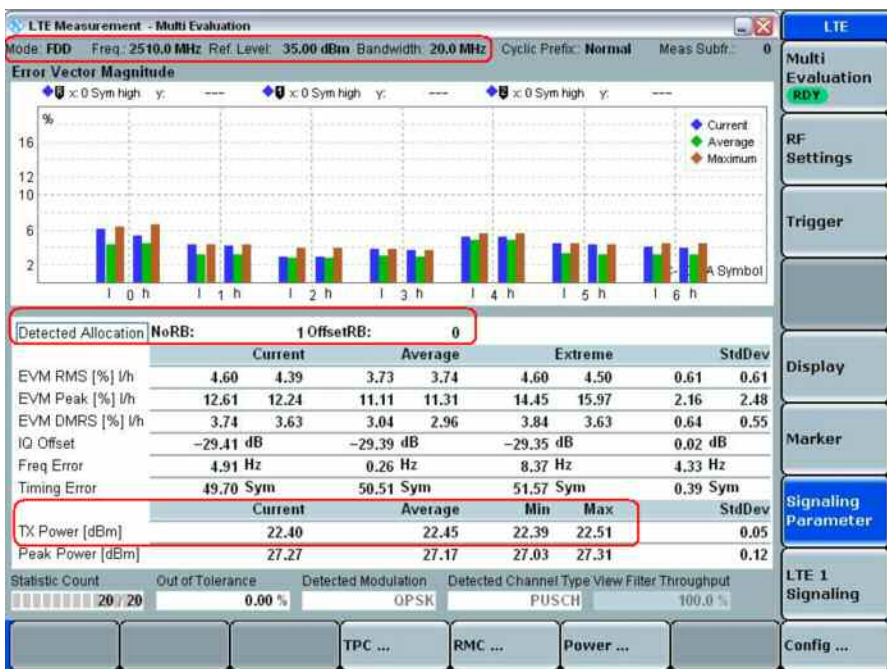 LTE Measurement - Multi Evaluation
LTE
Mode: FDD Freq.: 2510.0 MHz Ref. Level: 35.00 dBm Bandwidth: 20.0 MHz Cyclic Prefix: Normal Meas Subfr.: 0
Error Vector Magnitude
x: 0 Sym high y: --- x: 0 Sym high y: --- x: 0 Sym high y: ---
%
Current
Average
Maximum
16
12
10
6
2
A Symbol
l 0 h l 1 h l 2 h l 3 h l 4 h l 5 h l 6 h
Detected Allocation NoRB: 1 OffsetRB: 0
Current Average Extreme StdDev
EVM RMS [%] l/h 4.60 4.39 3.73 3.74 4.60 4.50 0.61 0.61
EVM Peak [%] l/h 12.61 12.24 11.11 11.31 14.45 15.97 2.16 2.48
EVM DMRS [%] l/h 3.74 3.63 3.04 2.96 3.84 3.63 0.64 0.55
IQ Offset -29.41 dB -29.39 dB -29.35 dB 0.02 dB
Freq Error 4.91 Hz 0.26 Hz 8.37 Hz 4.33 Hz
Timing Error 49.70 Sym 50.51 Sym 51.57 Sym 0.39 Sym
Current Average Min Max StdDev
TX Power [dBm] 22.40 22.45 22.39 22.51 0.05
Peak Power [dBm] 27.27 27.17 27.03 27.31 0.12
Statistic Count Out of Tolerance Detected Modulation Detected Channel Type View Filter Throughput
20 / 20 0.00 % QPSK PUSCH 100.0 %
TPC ... RMC ... Power ... Config ...
Multi
Evaluation
RDY
RF
Settings
Trigger
Display
Marker
Signaling
Parameter
LTE 1
Signaling